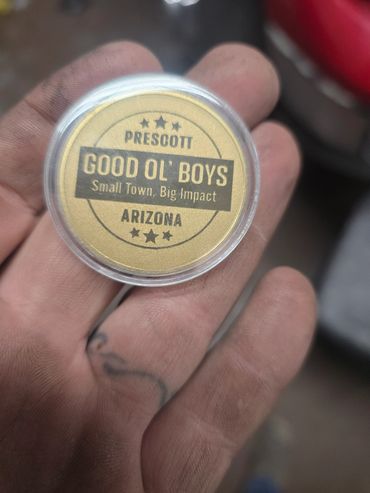 PRESCOTT
GOOD OL' BOYS
Small Town, Big Impact
ARIZONA